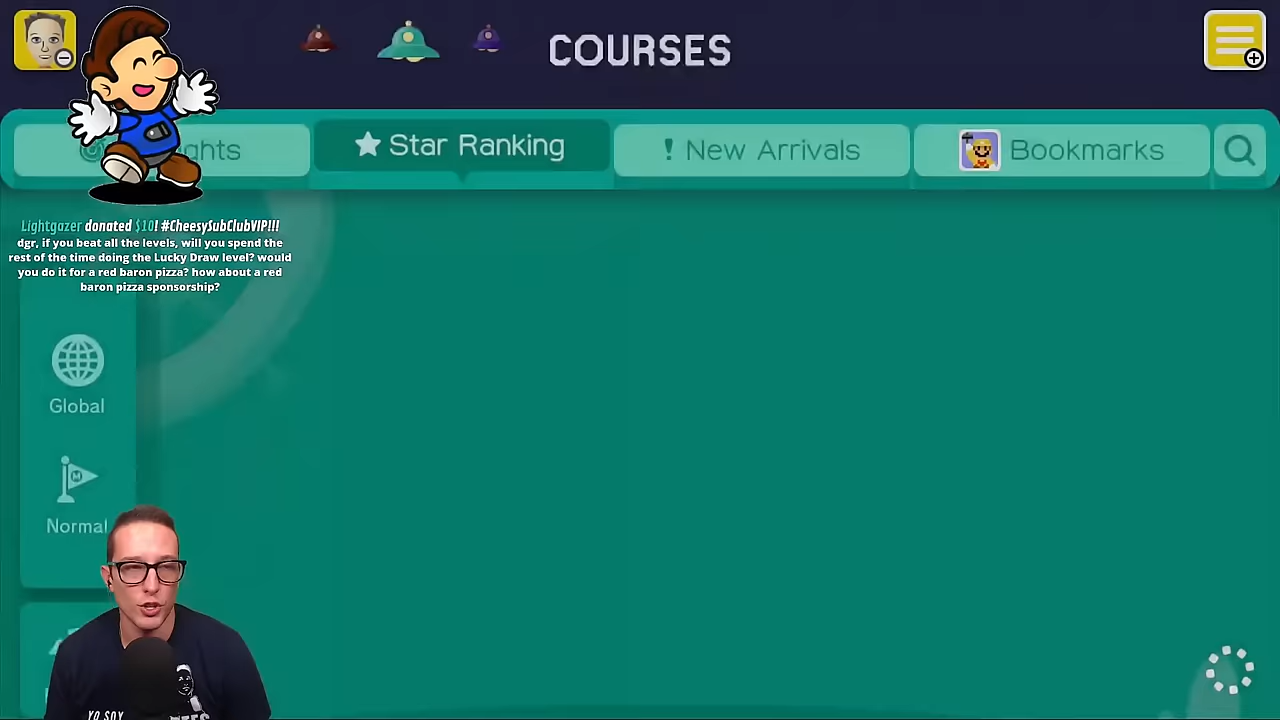 COURSES
ghts
Star Ranking
! New Arrivals
Bookmarks
Lightgazer donated $10! #CheesySubClubVIP!!!
dgr, if you beat all the levels, will you spend the
rest of the time doing the Lucky Draw level? would
you do it for a red baron pizza? how about a red
baron pizza sponsorship?
Global
Normal
YO SOY